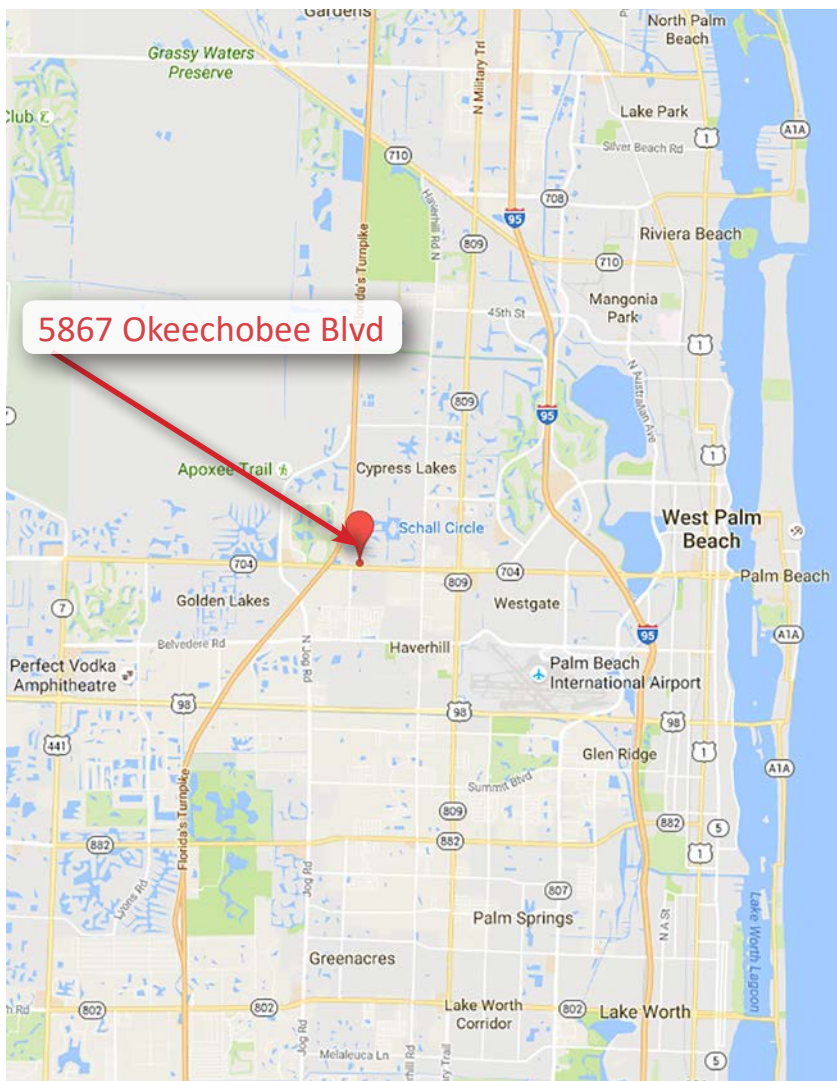 Gardens
North Palm
Beach
Grassy Waters
Preserve
N Military Trl
Club
Lake Park
A1A
1
Silver Beach Rd
710
Haverhill Rd
N
708
95
Florida's Turnpike
809
Riviera Beach
710
Mangonia
Park
45th St
5867 Okeechobee Blvd
1
N Australian Ave
809
95
1
Apoxee Trail
Cypress Lakes
Schall Circle
West Palm
Beach
704
809
704
Palm Beach
7
Golden Lakes
Westgate
95
A1A
Belvedere Rd
N Jog Rd
Haverhill
Perfect Vodka
Amphitheatre
Palm Beach
International Airport
98
98
98
441
Glen Ridge
1
A1A
Summit Blvd
Florida's Turnpike
809
882
5
882
882
1
Lyons Rd
Jog Rd
807
Palm Springs
N A St
Lake Worth Lagoon
Greenacres
h Rd
802
802
Lake Worth
Corridor
802
Lake Worth
Jog Rd
Melaleuca Ln
erhill Rd
ary Trail
5